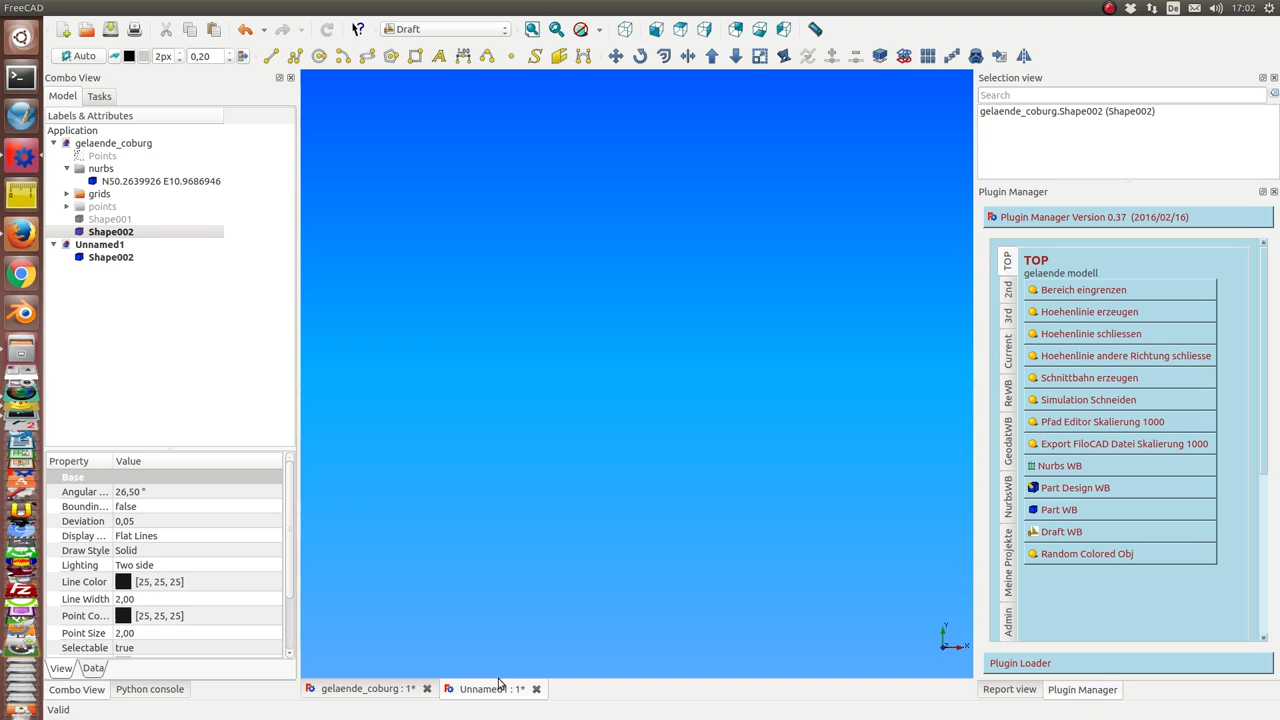 FreeCAD
De
17:02
Draft
Auto
2px
0,20
Combo View
Selection view
Model
Tasks
Search
Labels & Attributes
gelaende_coburg.Shape002 (Shape002)
Application
gelaende_coburg
Points
nurbs
N50.2639926 E10.9686946
grids
points
Shape001
Shape002
Unnamed1
Shape002
Plugin Manager
Plugin Manager Version 0.37 (2016/02/16)
TOP
2nd
3rd
Current
ReWB
GeodatWB
NurbsWB
Meine Projekte
Admin
TOP
gelaende modell
Bereich eingrenzen
Hoehenlinie erzeugen
Hoehenlinie schliessen
Hoehenlinie andere Richtung schliesse
Schnittbahn erzeugen
Simulation Schneiden
Pfad Editor Skalierung 1000
Export FiloCAD Datei Skalierung 1000
Nurbs WB
Part Design WB
Part WB
Draft WB
Random Colored Obj
Plugin Loader
Property Value
Base
Angular ... 26,50 °
Boundin... false
Deviation 0,05
Display ... Flat Lines
Draw Style Solid
Lighting Two side
Line Color [25, 25, 25]
Line Width 2,00
Point Co... [25, 25, 25]
Point Size 2,00
Selectable true
View
Data
Y
X
Combo View
Python console
gelaende_coburg : 1*
Report view
Plugin Manager
Valid